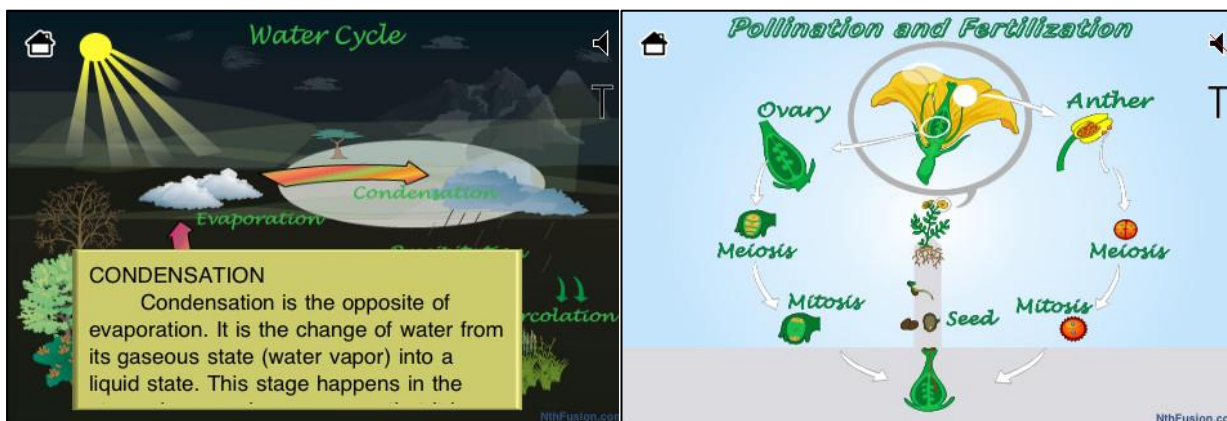 Water Cycle
T
Condensation
Evaporation
CONDENSATION
Condensation is the opposite of
evaporation. It is the change of water from
its gaseous state (water vapor) into a
liquid state. This stage happens in the
NthFusion.com
Pollination and Fertilization
T
Ovary
Anther
Meiosis
Meiosis
Mitosis
Mitosis
Seed
NthFusion.co